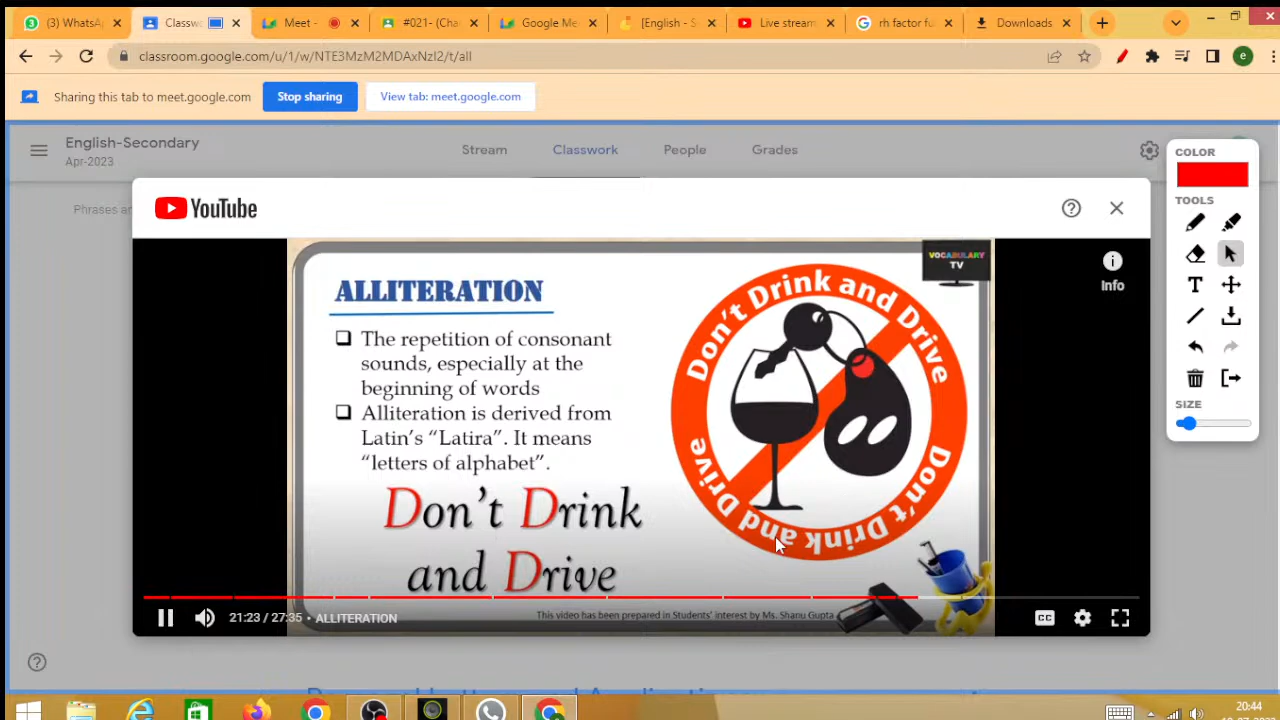 (3) WhatsA
Classw
Meet -
#021- (Cha
Google Me
[English - S
Live stream
rh factor fu
Downloads
classroom.google.com/u/1/w/NTE3MzM2MDAxNzI2/t/all
e
Sharing this tab to meet.google.com
Stop sharing
View tab: meet.google.com
English-Secondary
Apr-2023
Stream
Classwork
People
Grades
Phrases an
YouTube
COLOR
TOOLS
T
SIZE
VOCABULARY
TV
Info
ALLITERATION
The repetition of consonant
sounds, especially at the
beginning of words
Alliteration is derived from
Latin's "Latira". It means
"letters of alphabet".
Don't Drink
and Drive
Don't Drink and Drive
Don't Drink and Drive
This video has been prepared in Students' interest by Ms. Shanu Gupta
21:23 / 27:35 • ALLITERATION
CC
20:44